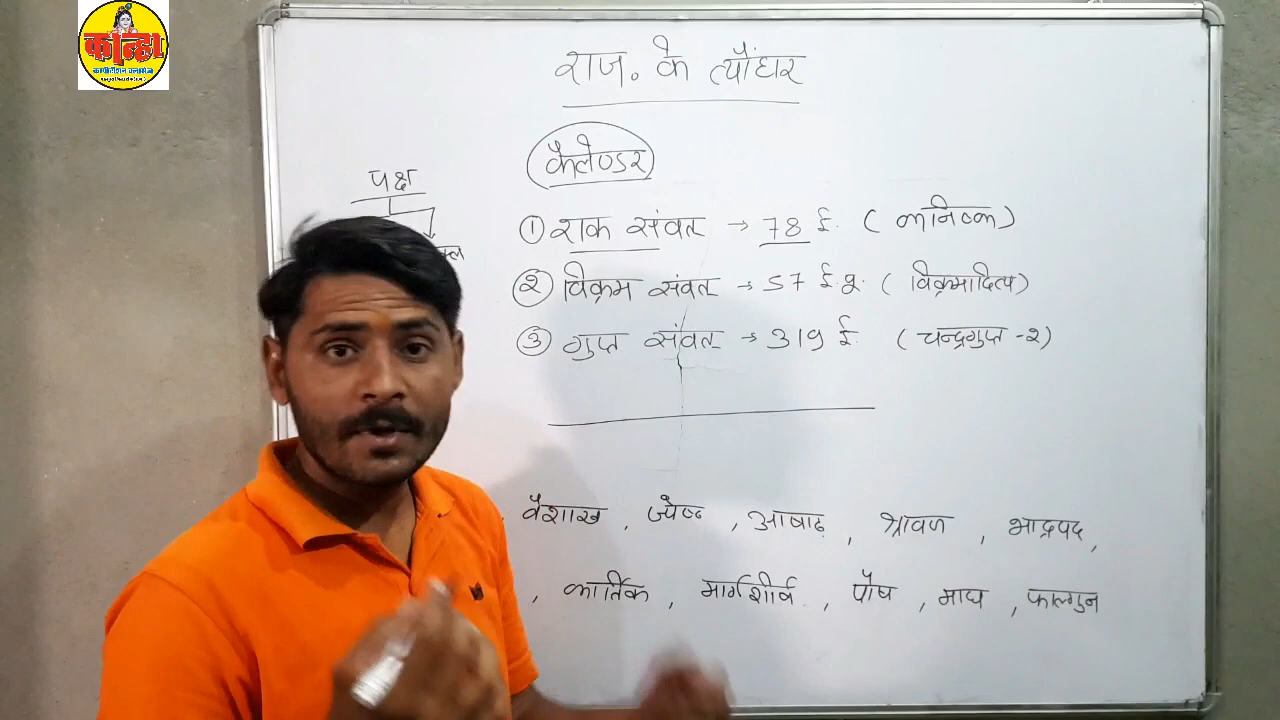 कान्हा
राज. के त्यौंहार
कैलेण्डर
पक्ष
① शक संवत → 78 ई. ( कनिष्क )
② विक्रम संवत → 57 ई.पू. ( विक्रमादित्य )
③ गुप्त संवत → 319 ई. ( चन्द्रगुप्त -२ )
वैशाख , ज्येष्ठ , आषाढ़ , श्रावण , भाद्रपद ,
, कार्तिक , मार्गशीर्ष , पौष , माघ , फाल्गुन